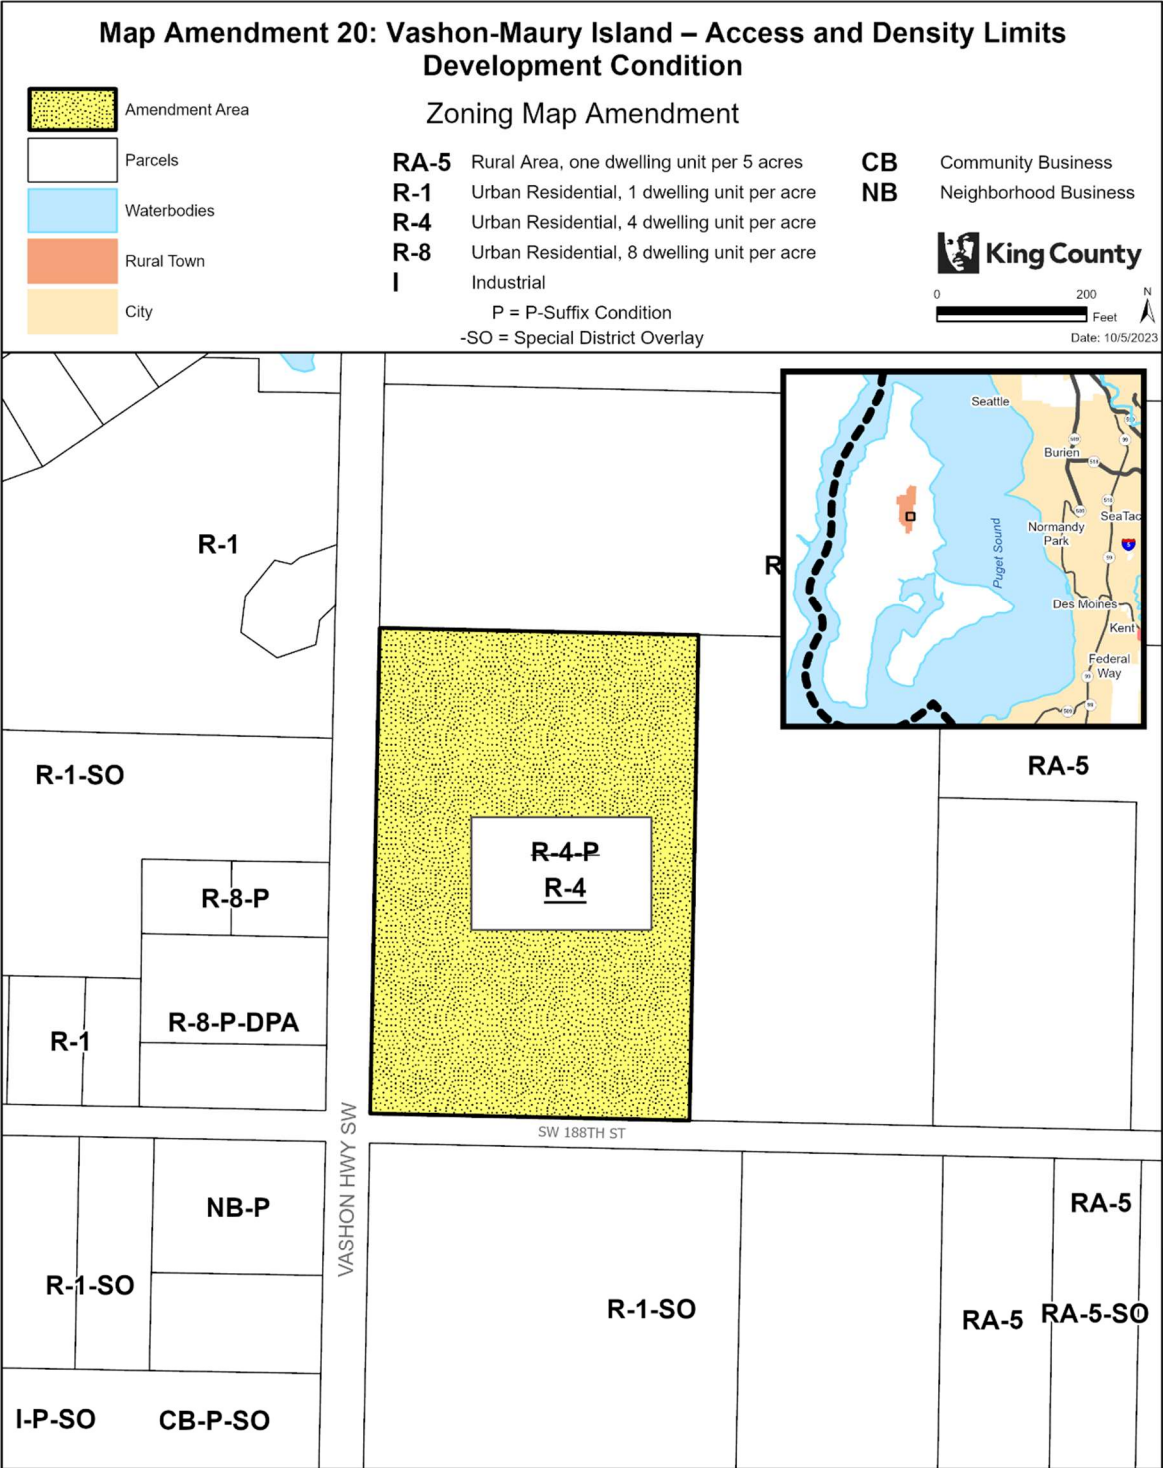 Map Amendment 20: Vashon-Maury Island – Access and Density Limits
Development Condition
Zoning Map Amendment
Amendment Area
Parcels
Waterbodies
Rural Town
City
RA-5 Rural Area, one dwelling unit per 5 acres
R-1 Urban Residential, 1 dwelling unit per acre
R-4 Urban Residential, 4 dwelling unit per acre
R-8 Urban Residential, 8 dwelling unit per acre
I Industrial
P = P-Suffix Condition
-SO = Special District Overlay
CB Community Business
NB Neighborhood Business
King County
0 200
Feet
N
Date: 10/5/2023
Seattle
Burien
509
518
99
SeaTac
Normandy
Park
5
Puget Sound
Des Moines
Kent
Federal
Way
R-1
R
R-1-SO
RA-5
R-4-P
R-4
R-8-P
R-8-P-DPA
R-1
SW 188TH ST
VASHON HWY SW
NB-P
RA-5
R-1-SO
R-1-SO
RA-5
RA-5-SO
I-P-SO
CB-P-SO